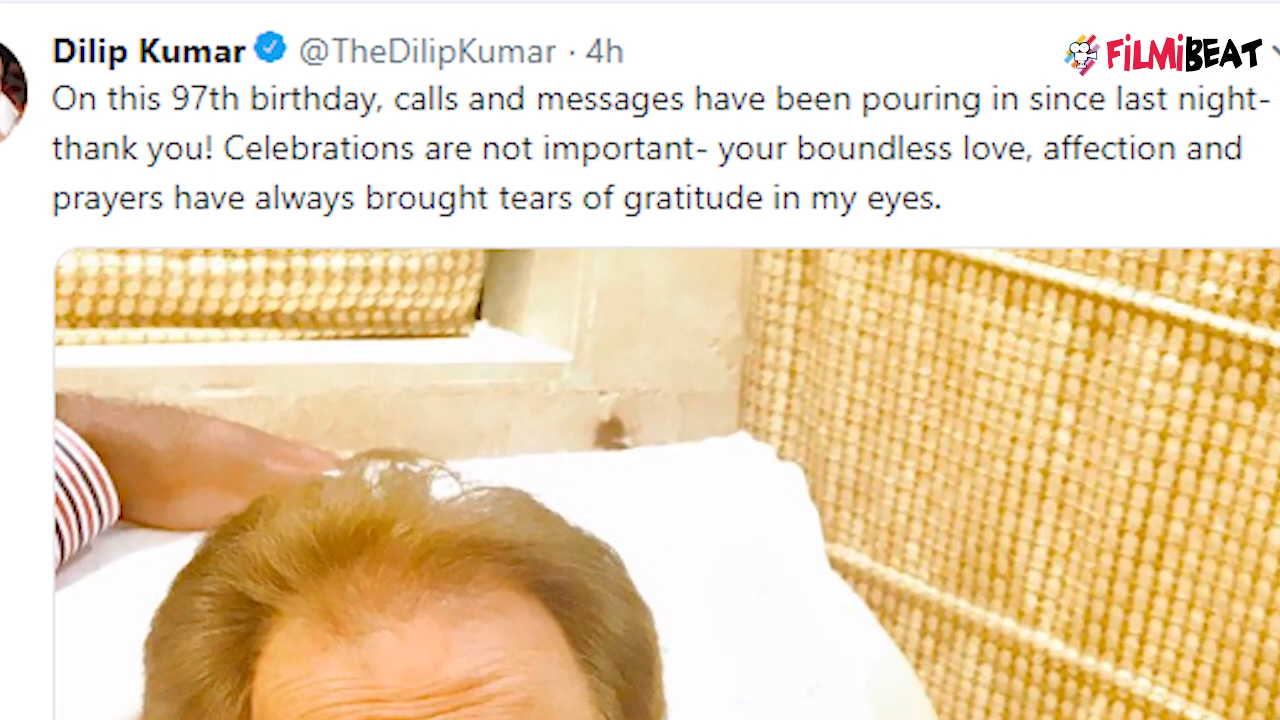 Dilip Kumar @TheDilipKumar · 4h
FiLMiBEAT
On this 97th birthday, calls and messages have been pouring in since last night-
thank you! Celebrations are not important- your boundless love, affection and
prayers have always brought tears of gratitude in my eyes.